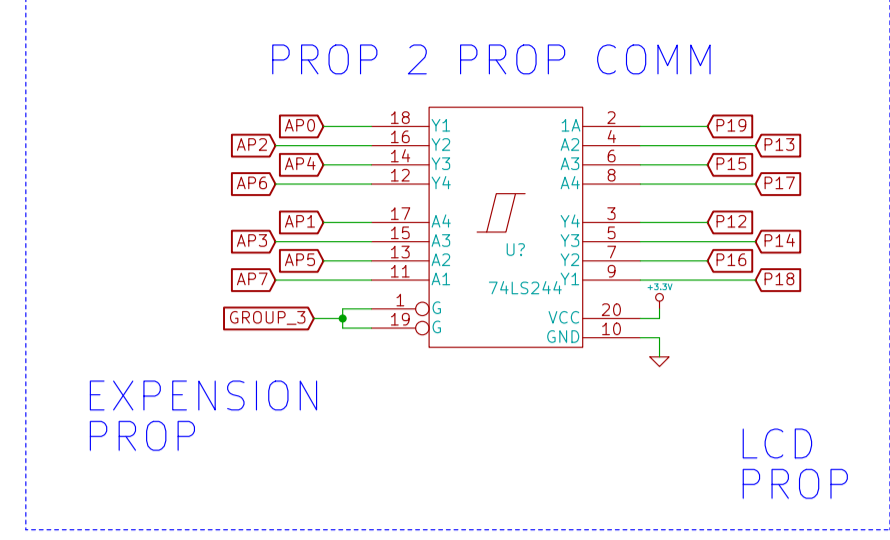 PROP 2 PROP COMM
AP0 18 Y1 1A 2 P19
AP2 16 Y2 A2 4 P13
AP4 14 Y3 A3 6 P15
AP6 12 Y4 A4 8 P17
AP1 17 A4 Y4 3 P12
AP3 15 A3 Y3 5 P14
U?
AP5 13 A2 Y2 7 P16
AP7 11 A1 Y1 9 P18
74LS244
+3.3V
1 G
GROUP_3
19 G
VCC 20
GND 10
EXPENSION
PROP
LCD
PROP